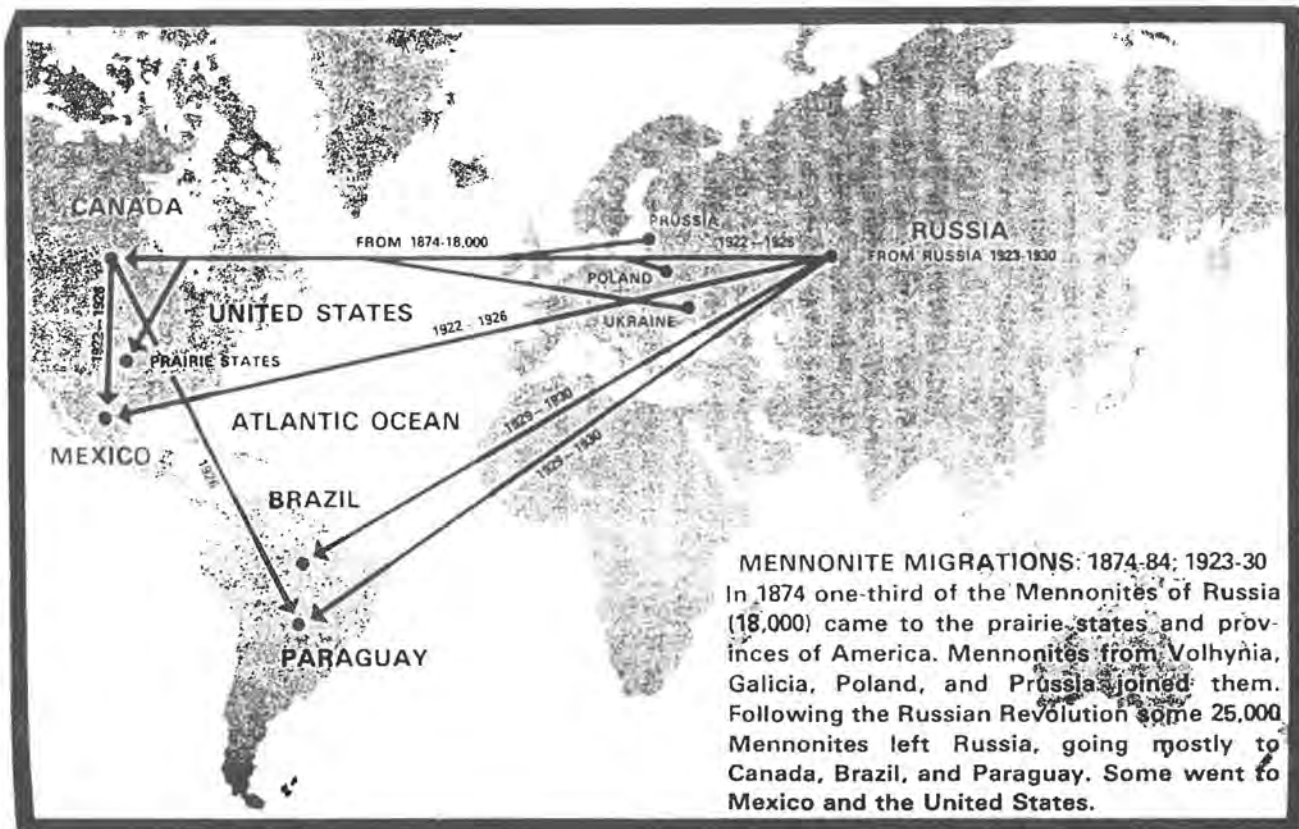 CANADA
PRUSSIA
FROM 1874-18,000
1922-1926
RUSSIA
FROM RUSSIA 1923-1930
POLAND
UNITED STATES
UKRAINE
1922-1926
1922 - 1926
PRAIRIE STATES
ATLANTIC OCEAN
1929-1930
1929-1930
MEXICO
1926
BRAZIL
PARAGUAY
MENNONITE MIGRATIONS: 1874-84; 1923-30
In 1874 one-third of the Mennonites of Russia
(18,000) came to the prairie states and prov-
inces of America. Mennonites from Volhynia,
Galicia, Poland, and Prussia joined them.
Following the Russian Revolution some 25,000
Mennonites left Russia, going mostly to
Canada, Brazil, and Paraguay. Some went to
Mexico and the United States.